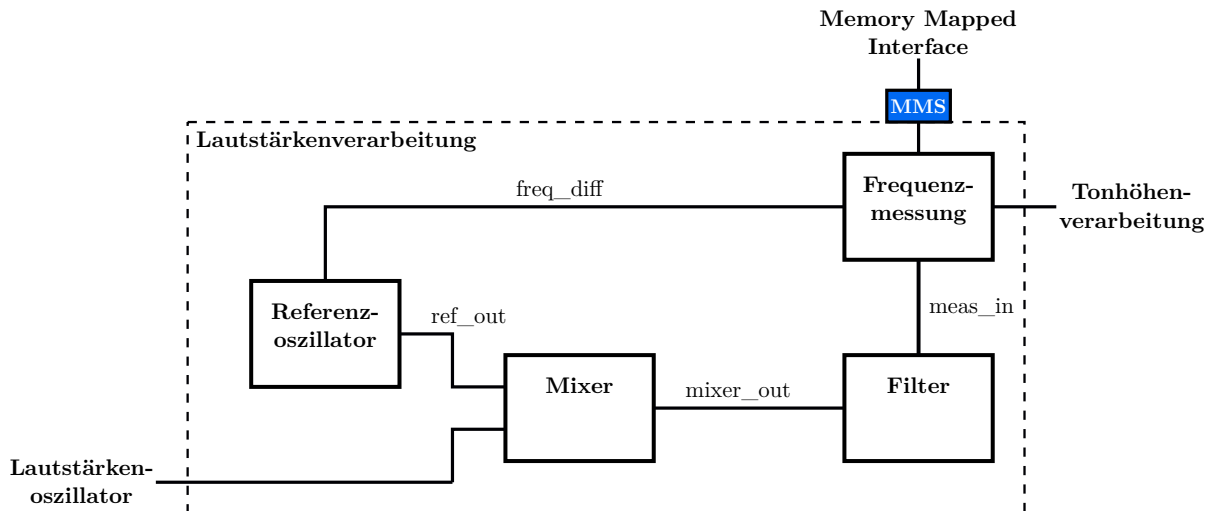 Memory Mapped
Interface
MMS
Lautstärkenverarbeitung
freq_diff
Frequenz-
messung
Tonhöhen-
verarbeitung
Referenz-
oszillator
ref_out
meas_in
Mixer
mixer_out
Filter
Lautstärken-
oszillator